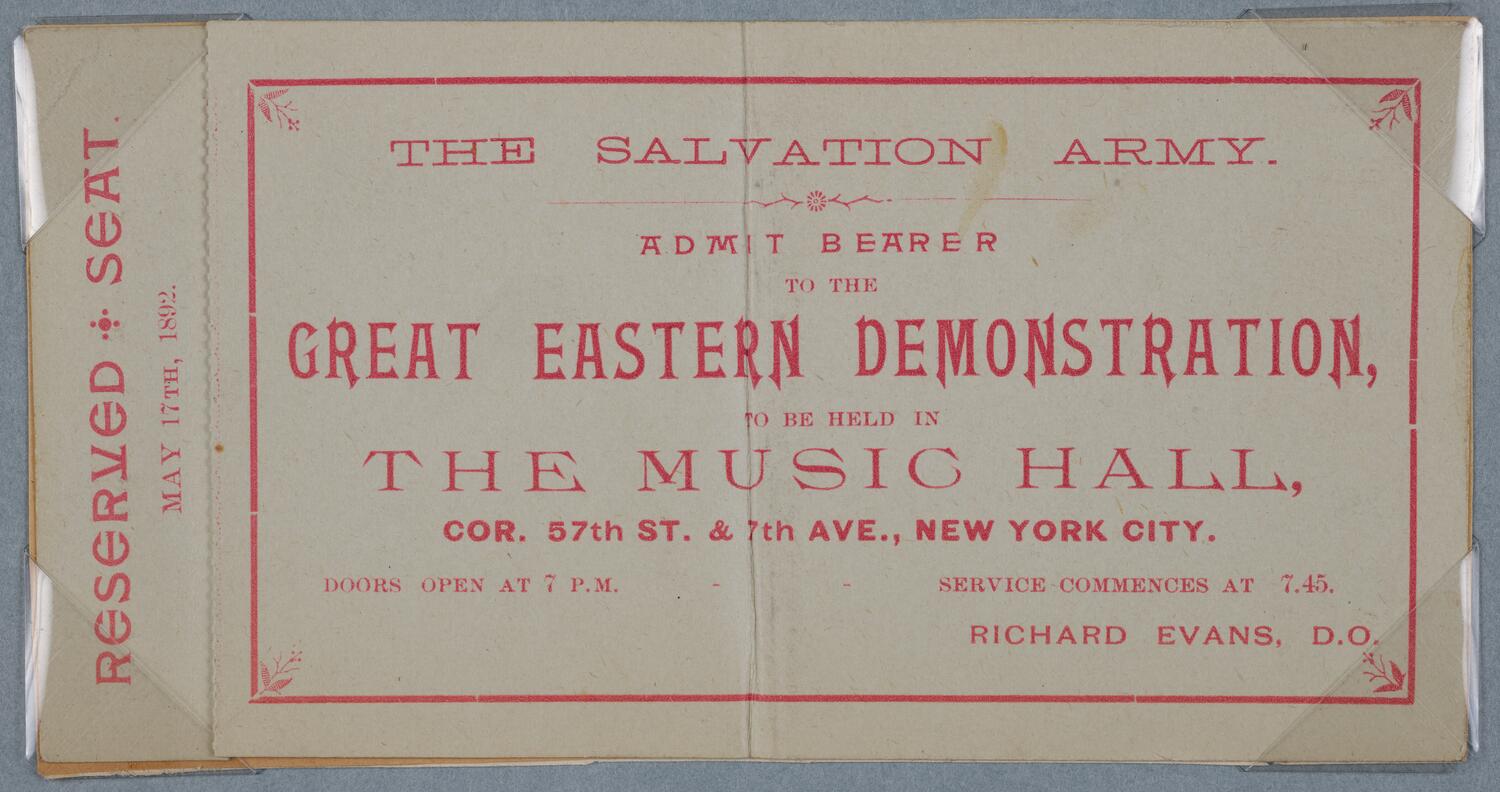 RESERVED SEAT.
MAY 17TH, 1892.
THE SALVATION ARMY.
ADMIT BEARER
TO THE
GREAT EASTERN DEMONSTRATION,
TO BE HELD IN
THE MUSIC HALL,
COR. 57th ST. & 7th AVE., NEW YORK CITY.
DOORS OPEN AT 7 P.M. - - SERVICE COMMENCES AT 7.45.
RICHARD EVANS, D.O.